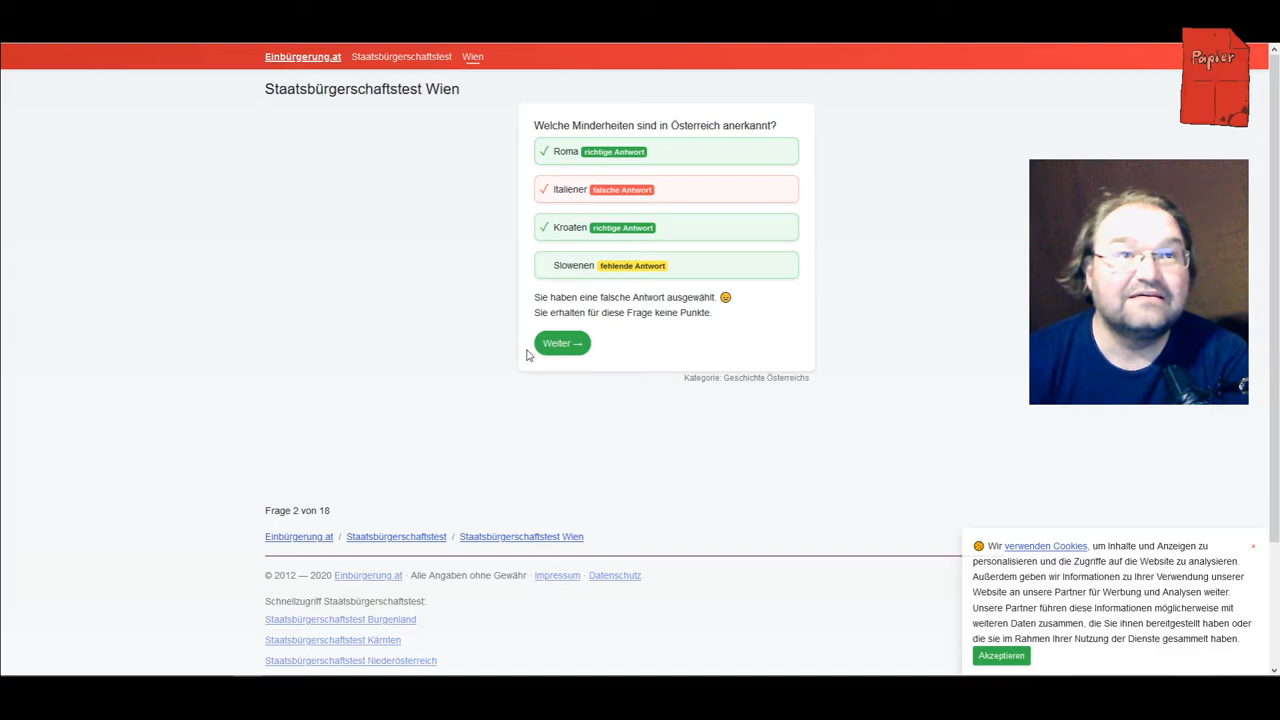 Einbürgerung.at Staatsbürgerschaftstest Wien
Papier
Staatsbürgerschaftstest Wien
Welche Minderheiten sind in Österreich anerkannt?
✓ Roma richtige Antwort
✓ Italiener falsche Antwort
✓ Kroaten richtige Antwort
Slowenen fehlende Antwort
Sie haben eine falsche Antwort ausgewählt.
Sie erhalten für diese Frage keine Punkte.
Weiter →
Kategorie: Geschichte Österreichs
Frage 2 von 18
Einbürgerung.at / Staatsbürgerschaftstest / Staatsbürgerschaftstest Wien
© 2012 — 2020 Einbürgerung.at · Alle Angaben ohne Gewähr · Impressum · Datenschutz
Schnellzugriff Staatsbürgerschaftstest:
Staatsbürgerschaftstest Burgenland
Staatsbürgerschaftstest Kärnten
Staatsbürgerschaftstest Niederösterreich
Wir verwenden Cookies, um Inhalte und Anzeigen zu ×
personalisieren und die Zugriffe auf die Website zu analysieren.
Außerdem geben wir Informationen zu Ihrer Verwendung unserer
Website an unsere Partner für Werbung und Analysen weiter.
Unsere Partner führen diese Informationen möglicherweise mit
weiteren Daten zusammen, die Sie ihnen bereitgestellt haben oder
die sie im Rahmen Ihrer Nutzung der Dienste gesammelt haben.
Akzeptieren